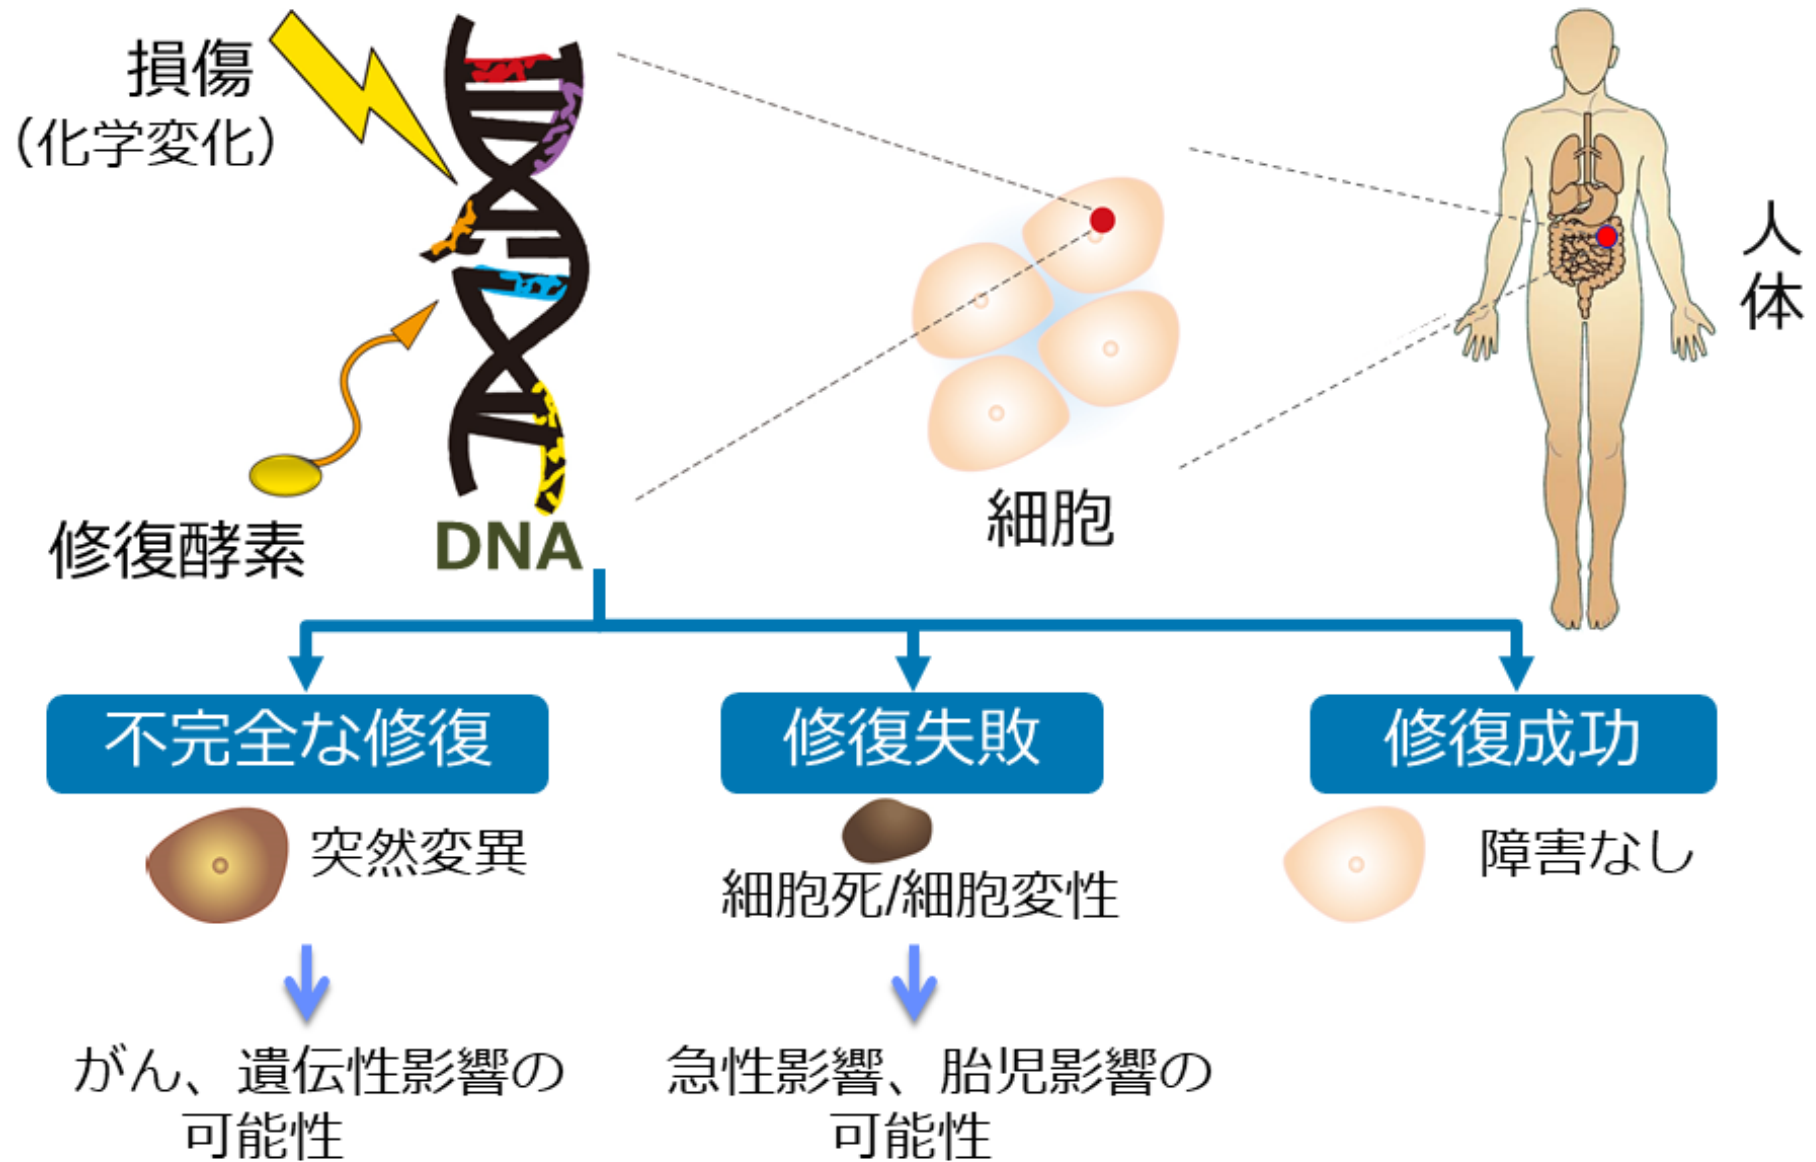 損傷
（化学変化）
人
体
細胞
修復酵素
DNA
不完全な修復
修復失敗
修復成功
突然変異
細胞死/細胞変性
障害なし
がん、遺伝性影響の
可能性
急性影響、胎児影響の
可能性